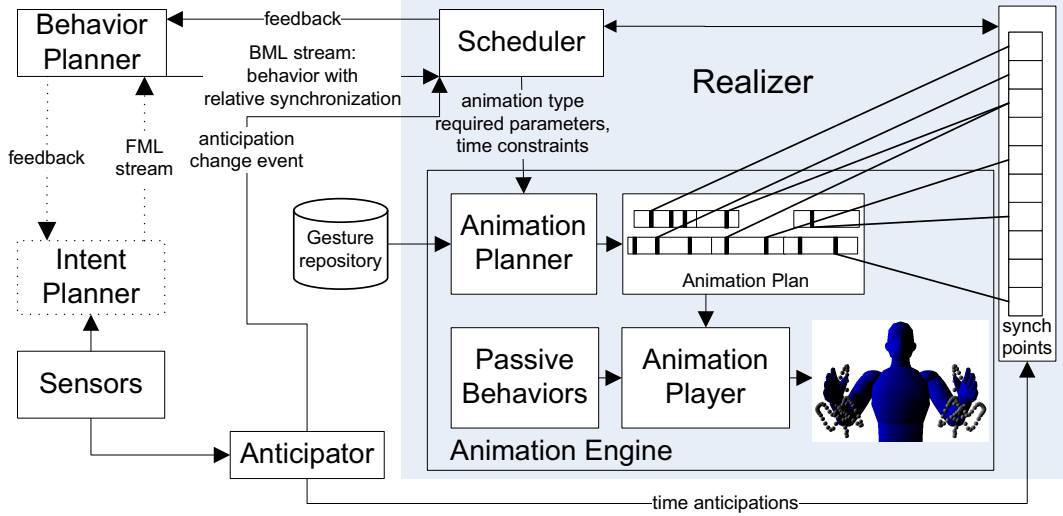 Behavior
Planner
feedback
Scheduler
BML stream:
behavior with
relative synchronization
Realizer
animation type
required parameters,
time constraints
anticipation
change event
feedback
FML
stream
Gesture
repository
Animation
Planner
Animation Plan
Intent
Planner
synch
points
Sensors
Passive
Behaviors
Animation
Player
Anticipator
Animation Engine
time anticipations